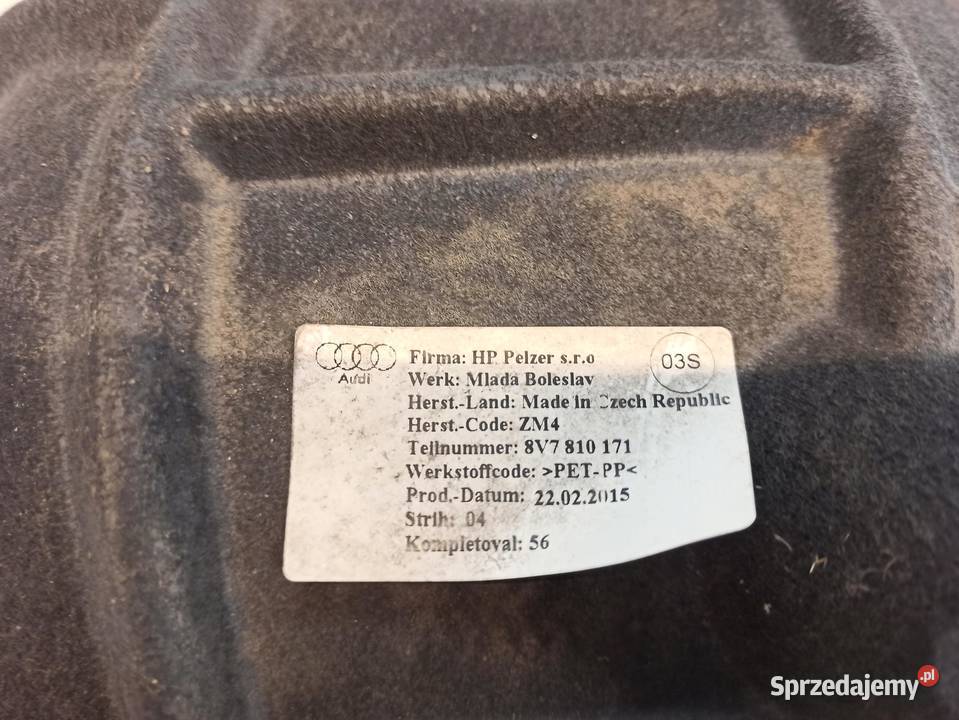 Audi
Firma: HP Pelzer s.r.o
03S
Werk: Mlada Boleslav
Herst.-Land: Made in Czech Republic
Herst.-Code: ZM4
Teilnummer: 8V7 810 171
Werkstoffcode: >PET-PP<
Prod.-Datum: 22.02.2015
Strih: 04
Kompletoval: 56
Sprzedajemy.pl